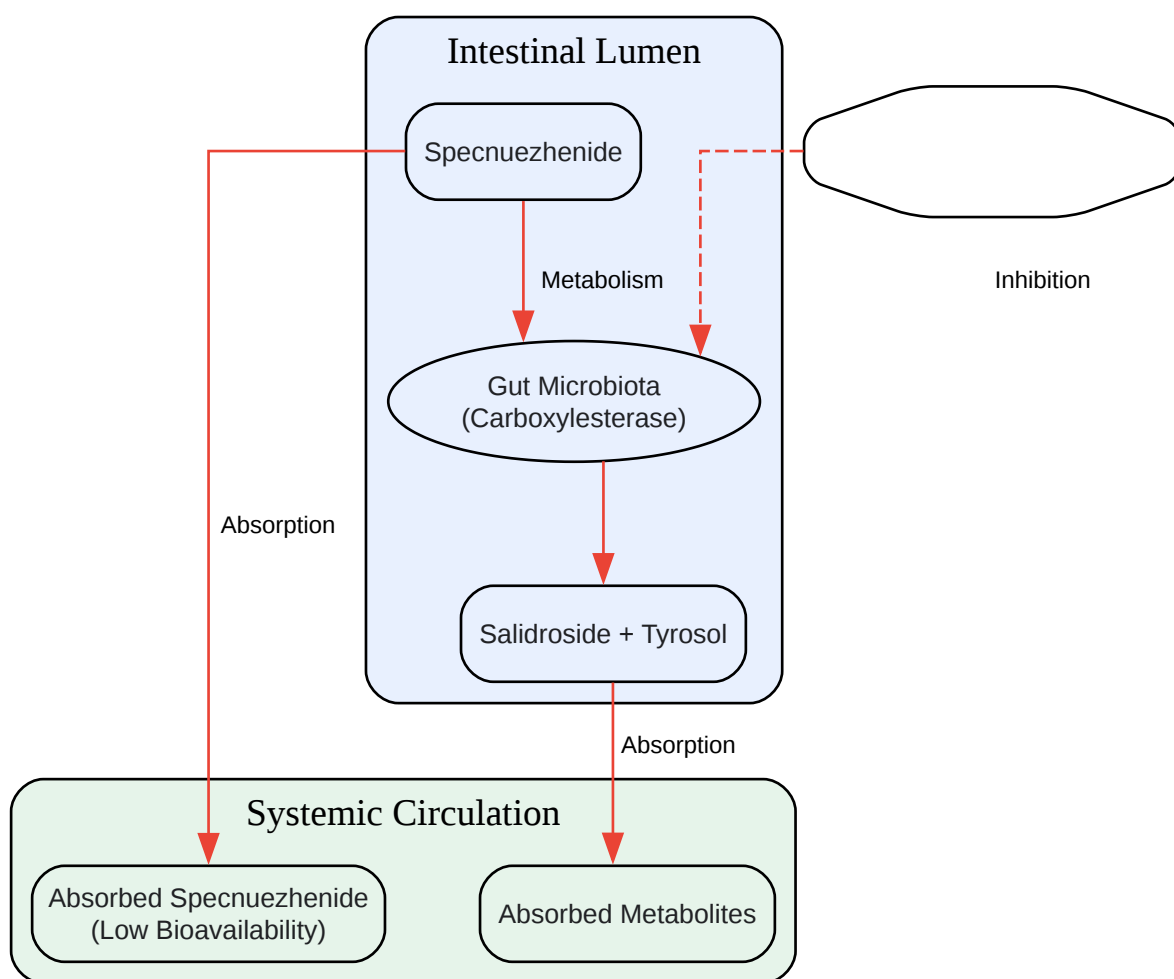 Intestinal Lumen
Specnuezhenide
Metabolism
Inhibition
Gut Microbiota
(Carboxylesterase)
Absorption
Salidroside + Tyrosol
Absorption
Systemic Circulation
Absorbed Specnuezhenide
(Low Bioavailability)
Absorbed Metabolites